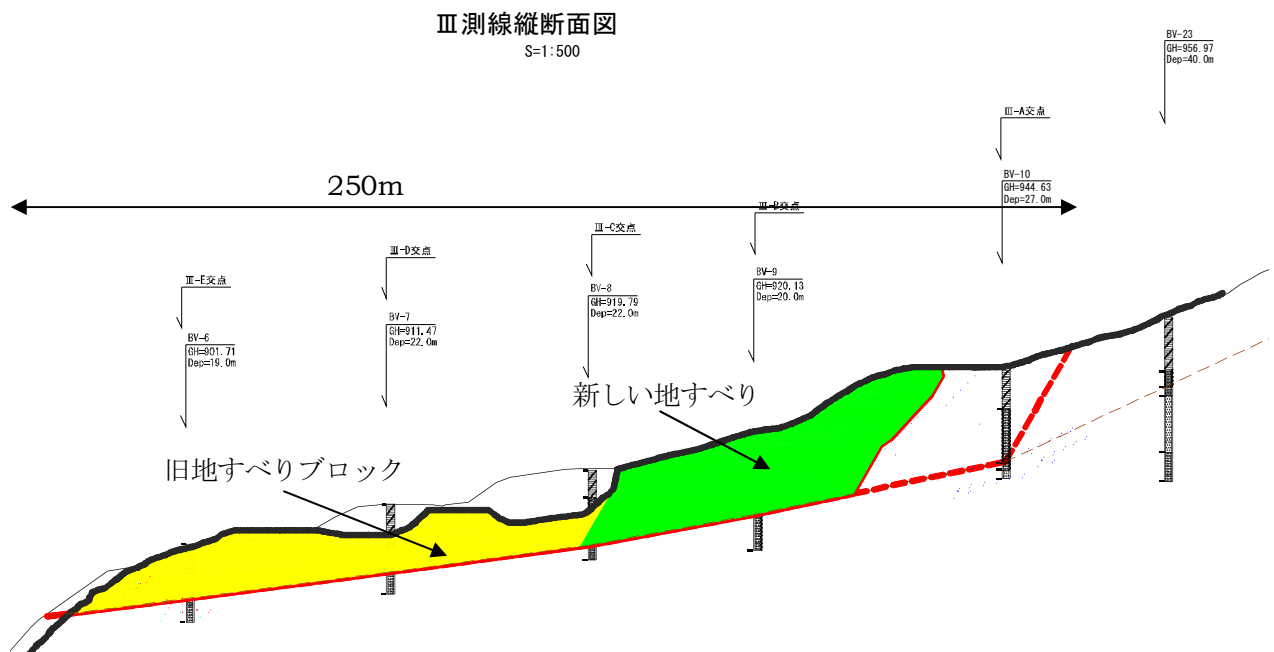 Ⅲ測線縦断面図
S=1:500
BV-23
GH=956.97
Dep=40.0m
Ⅲ-A交点
250m
BV-10
GH=944.63
Dep=27.0m
Ⅲ-B交点
Ⅲ-C交点
Ⅲ-D交点
BV-9
GH=920.13
Dep=20.0m
Ⅲ-E交点
BV-8
GH=919.79
Dep=22.0m
BV-7
GH=911.47
Dep=22.0m
BV-6
GH=901.71
Dep=19.0m
新しい地すべり
旧地すべりブロック